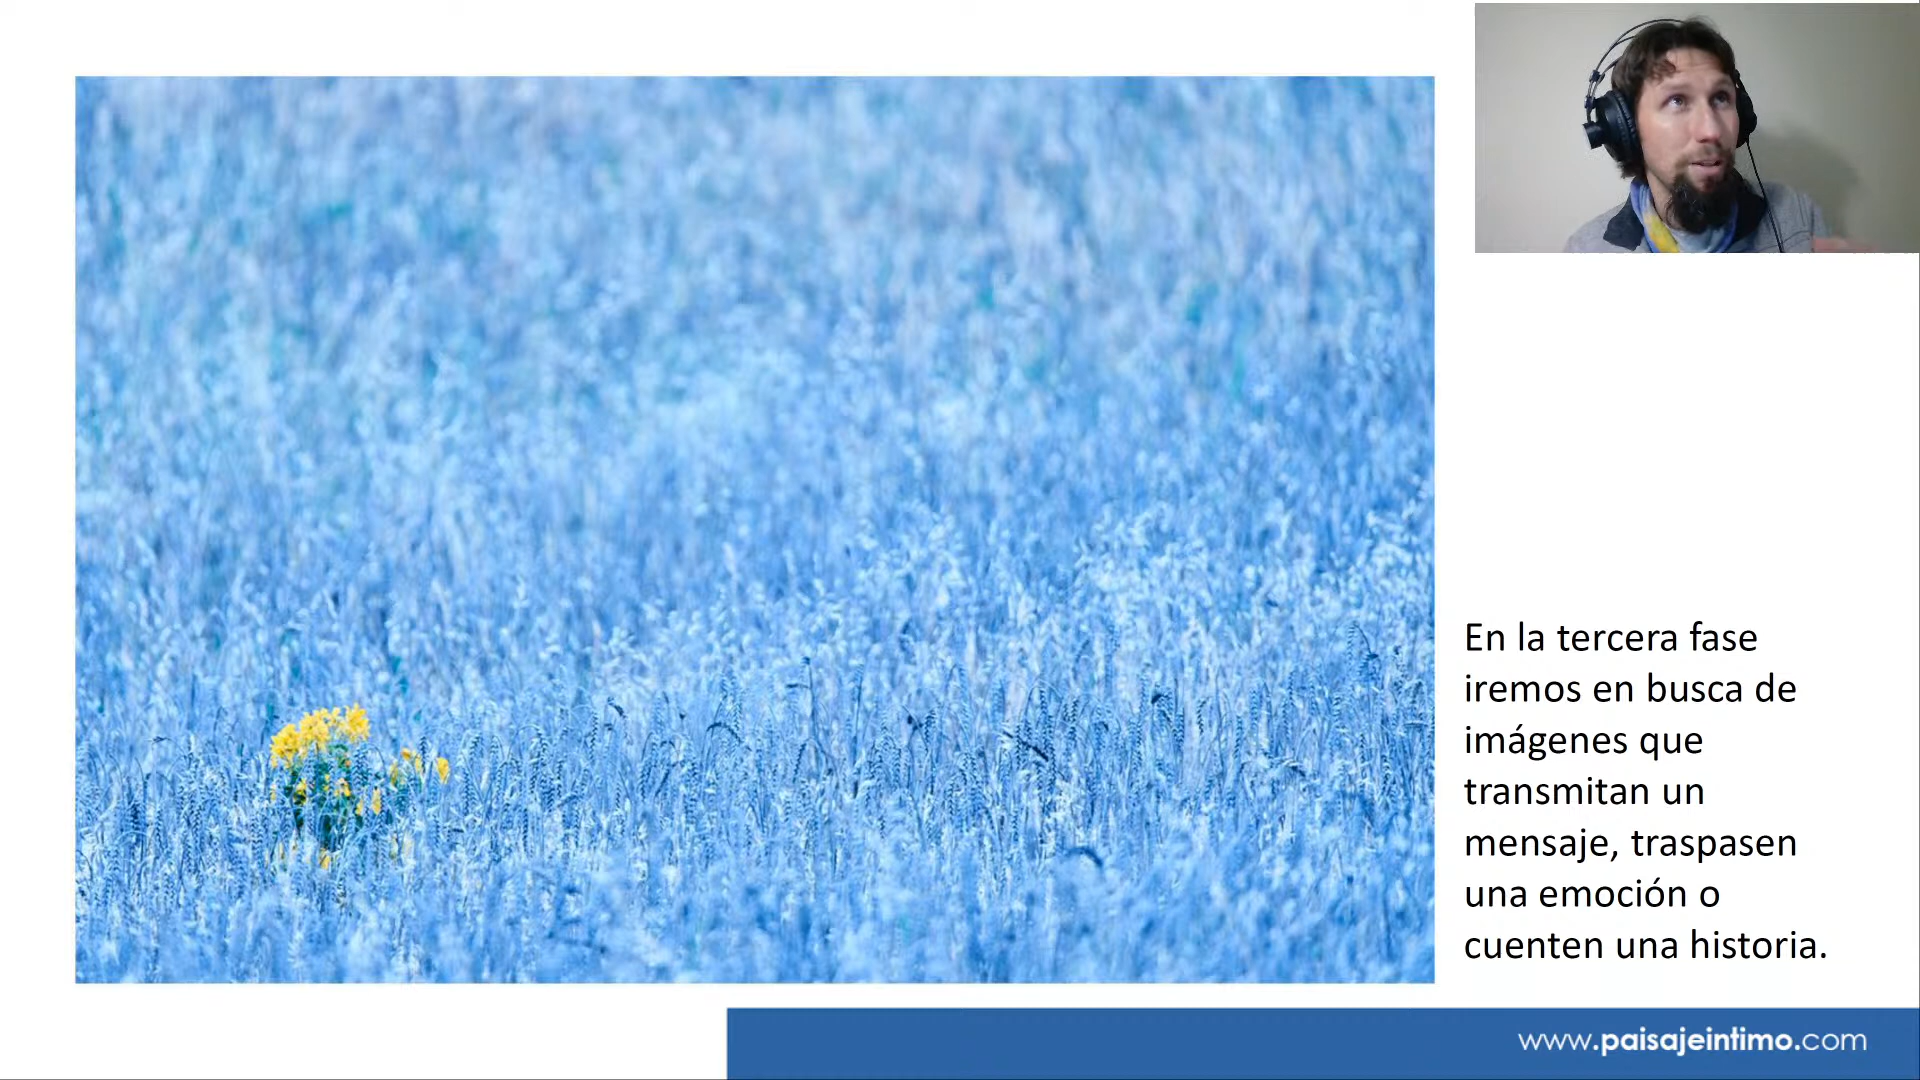 En la tercera fase
iremos en busca de
imágenes que
transmitan un
mensaje, traspasen
una emoción o
cuenten una historia.
www.paisajeintimo.com